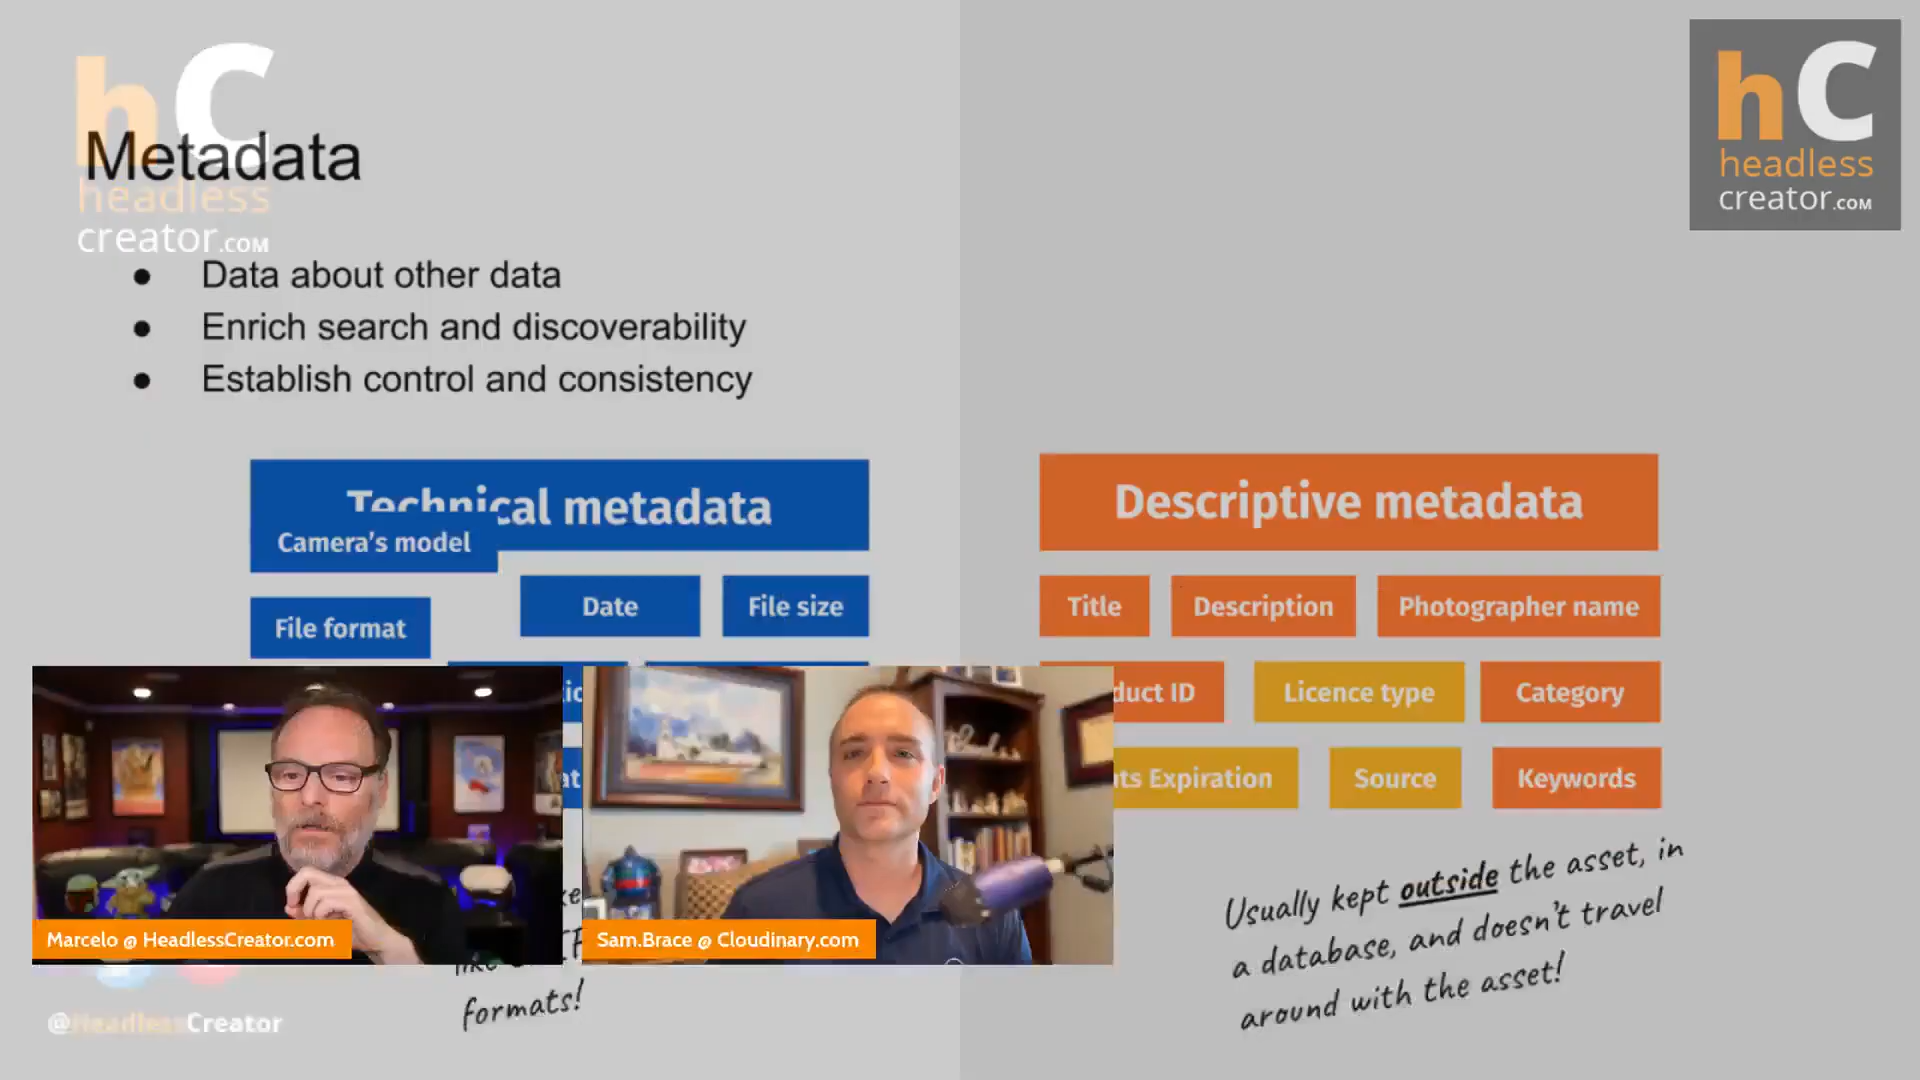 hC
headless
creator.COM
Metadata
hC
headless
creator.COM
● Data about other data
● Enrich search and discoverability
● Establish control and consistency
Technical metadata
Camera's model
Date
File size
File format
Descriptive metadata
Title
Description
Photographer name
Licence type
Category
Expiration
Source
Keywords
Usually kept outside the asset, in
a database, and doesn't travel
around with the asset!
formats!
Marcelo @ HeadlessCreator.com
Sam.Brace @ Cloudinary.com
@HeadlessCreator